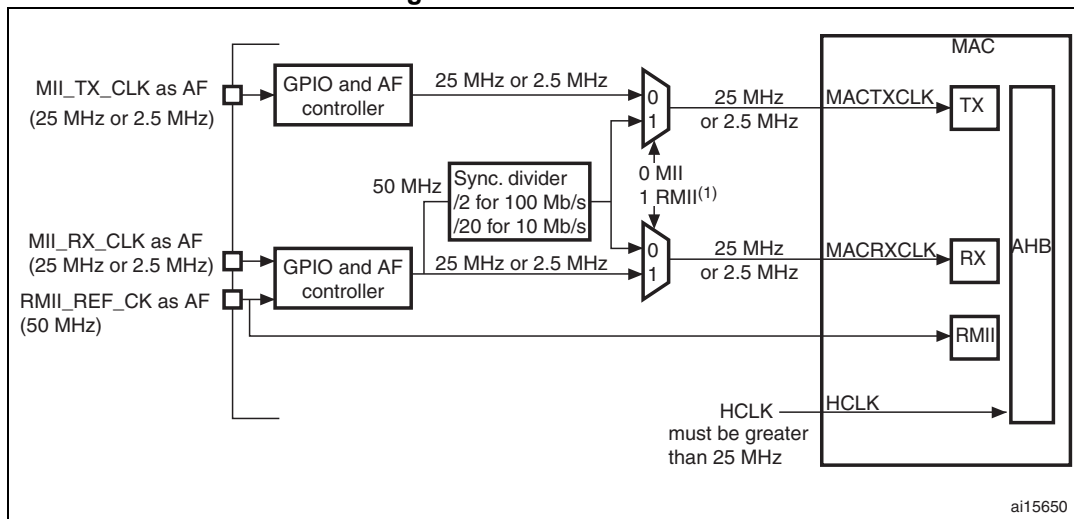 MAC
MII_TX_CLK as AF
(25 MHz or 2.5 MHz)
GPIO and AF
controller
25 MHz or 2.5 MHz
0
1
25 MHz
or 2.5 MHz
MACTXCLK
TX
50 MHz
Sync. divider
/2 for 100 Mb/s
/20 for 10 Mb/s
0 MII
1 RMII(1)
MII_RX_CLK as AF
(25 MHz or 2.5 MHz)
RMII_REF_CK as AF
(50 MHz)
GPIO and AF
controller
25 MHz or 2.5 MHz
0
1
25 MHz
or 2.5 MHz
MACRXCLK
RX
AHB
RMII
HCLK
must be greater
than 25 MHz
HCLK
ai15650